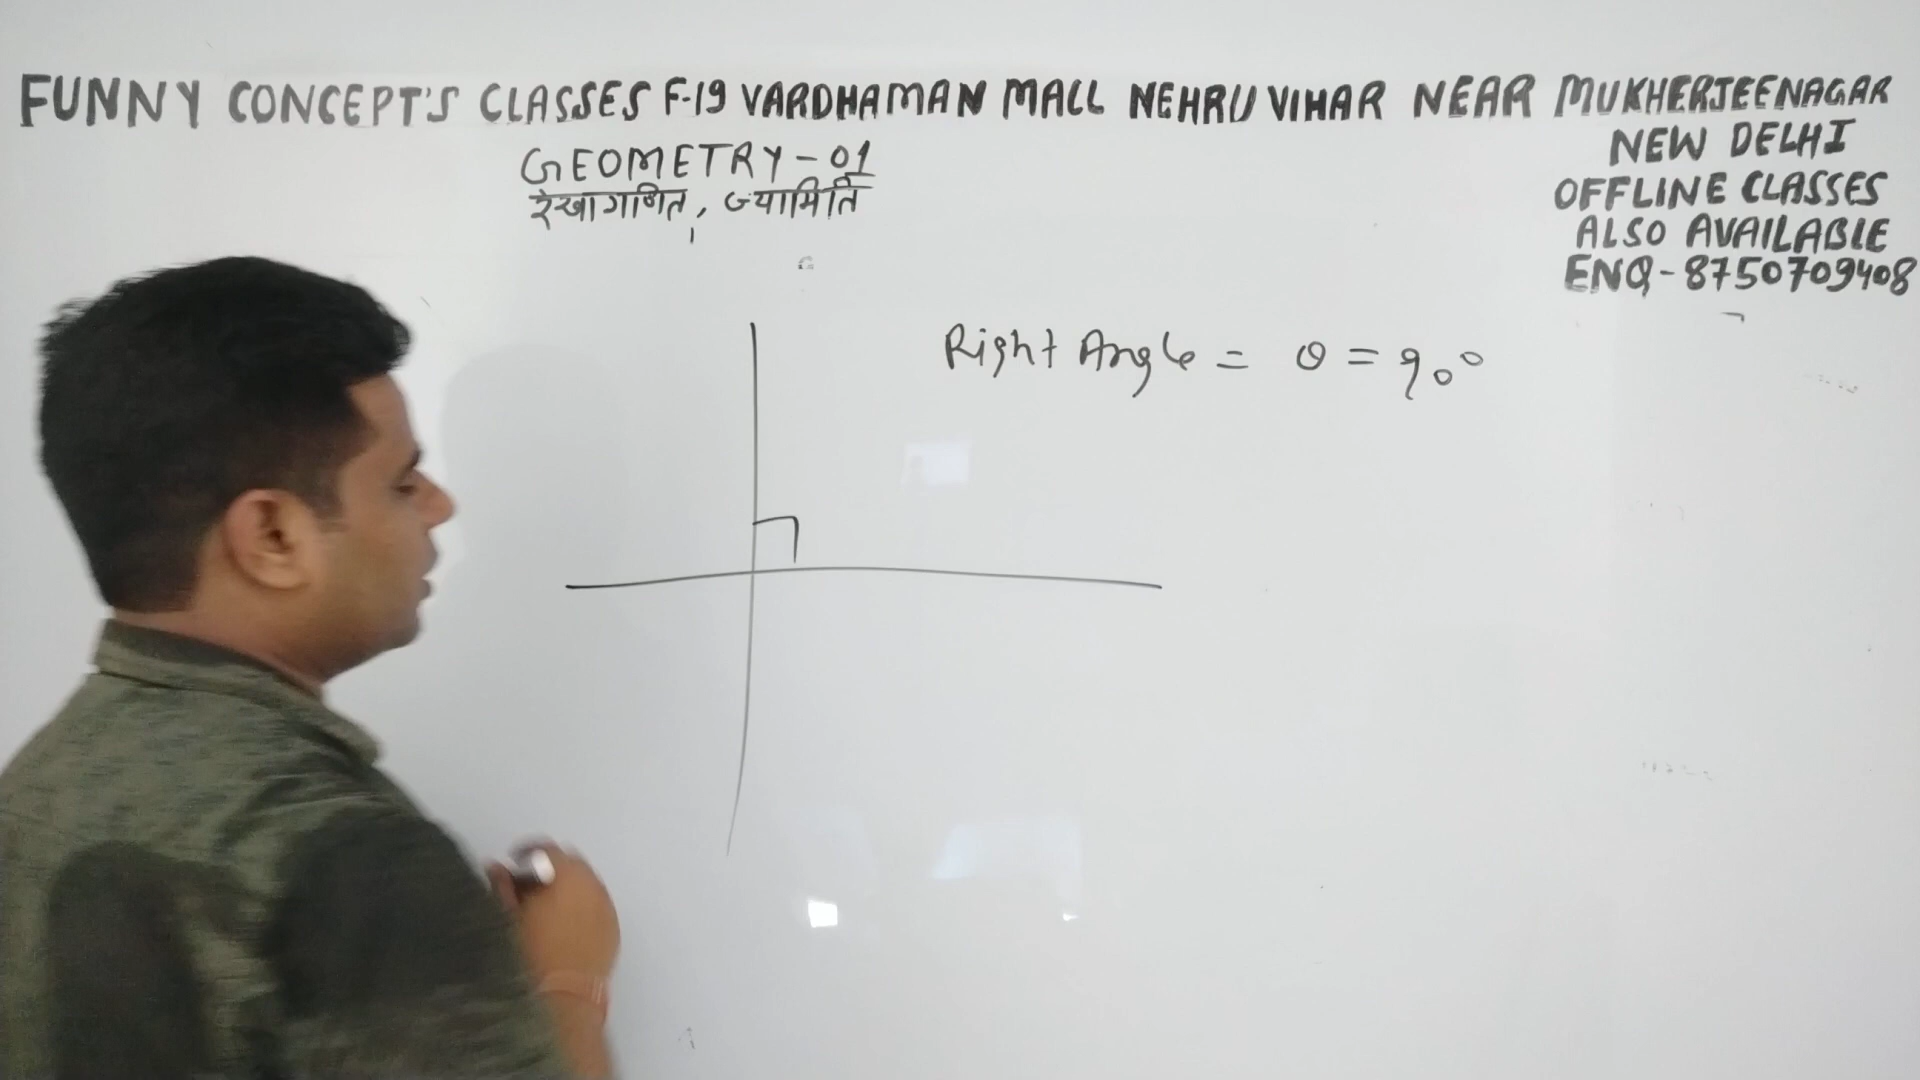 FUNNY CONCEPT'S CLASSES F-19 VARDHAMAN MALL NEHRU VIHAR NEAR MUKHERJEENAGAR
NEW DELHI
OFFLINE CLASSES
ALSO AVAILABLE
ENQ-8750709408
GEOMETRY-01
रेखागणित, ज्यामिति
Right Angle = θ = 90°